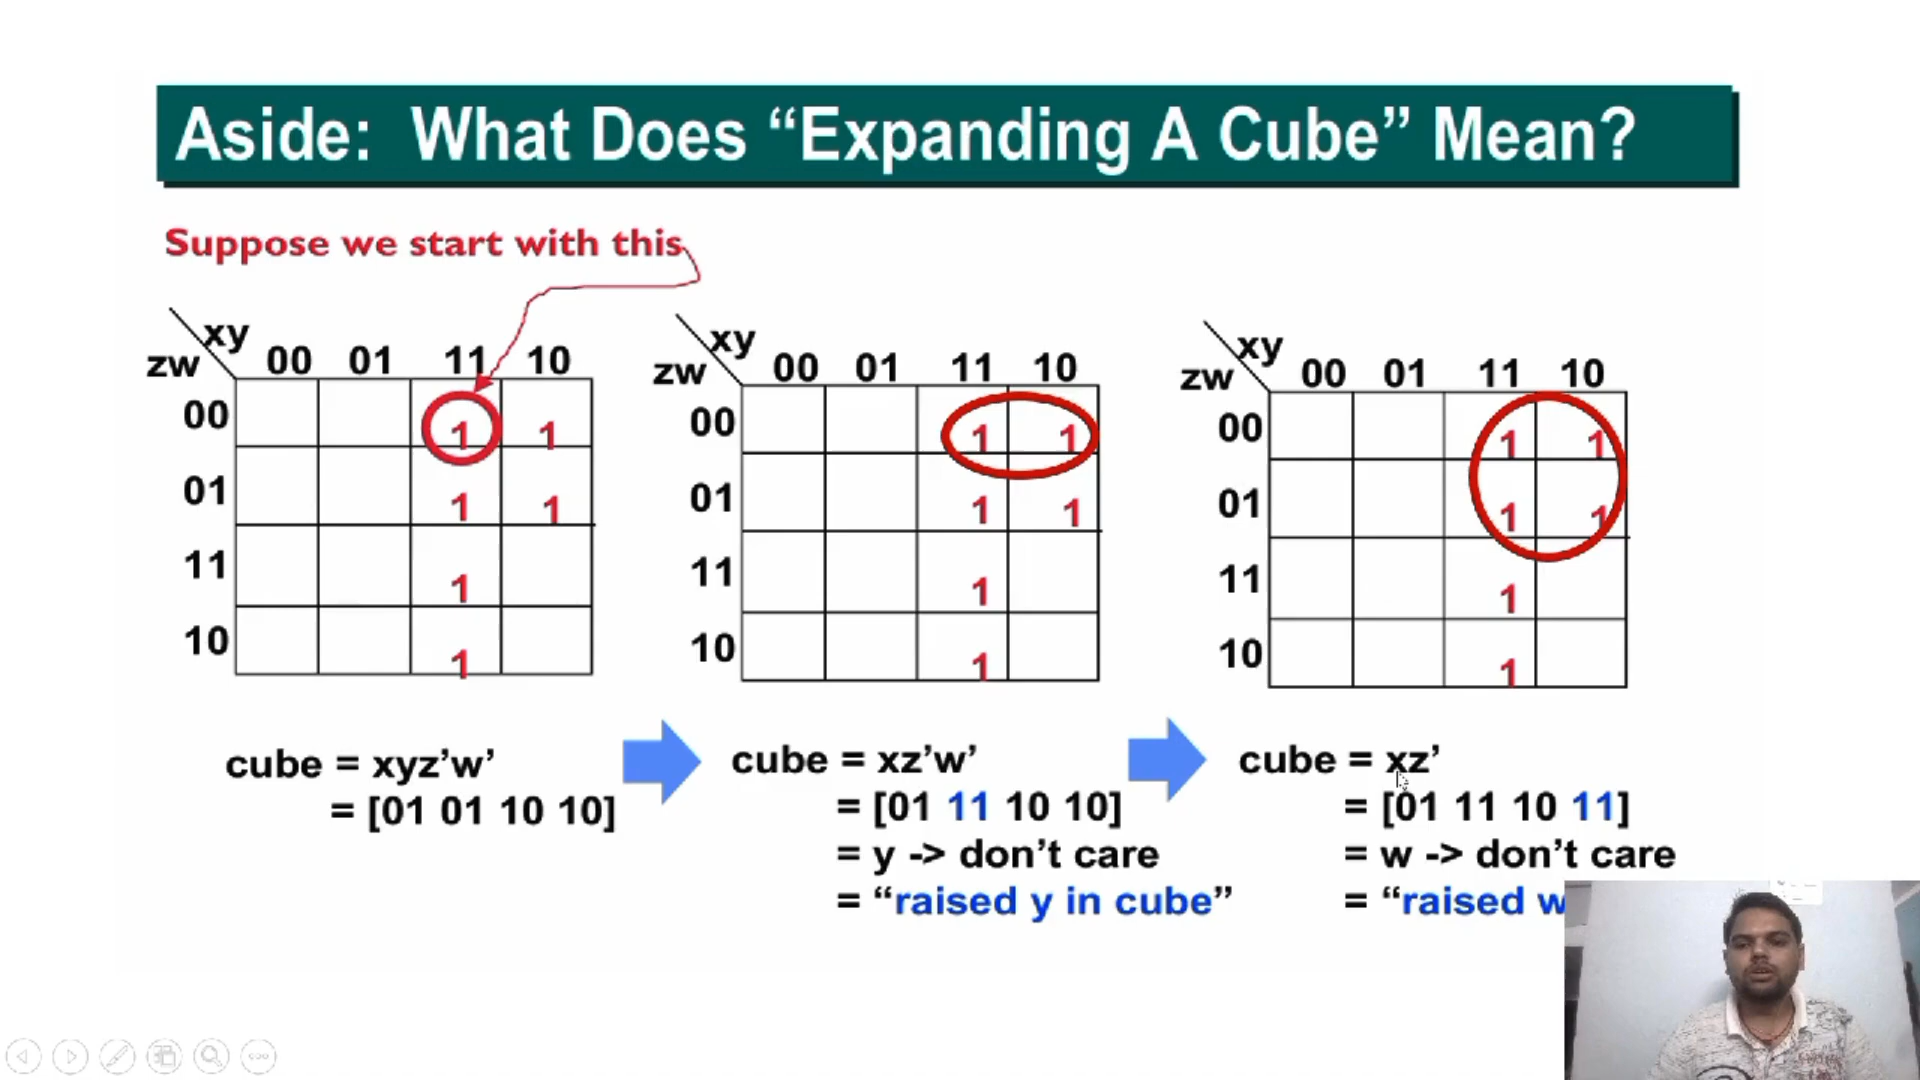 Aside: What Does “Expanding A Cube” Mean?
Suppose we start with this
xy
zw
00 01 11 10
00 1 1
01 1 1
11 1
10 1
cube = xyz’w’
= [01 01 10 10]
xy
zw
00 01 11 10
00 1 1
01 1 1
11 1
10 1
cube = xz’w’
= [01 11 10 10]
= y -> don’t care
= “raised y in cube”
xy
zw
00 01 11 10
00 1 1
01 1 1
11 1
10 1
cube = xz’
= [01 11 10 11]
= w -> don’t care
= “raised w